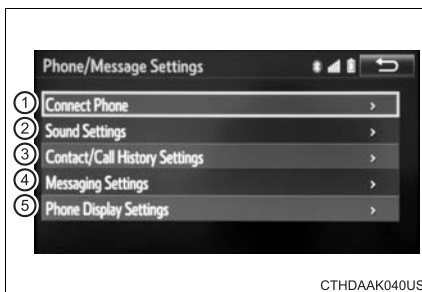 Phone/Message Settings
1 Connect Phone >
2 Sound Settings >
3 Contact/Call History Settings >
4 Messaging Settings >
5 Phone Display Settings >
CTHDAAK040US